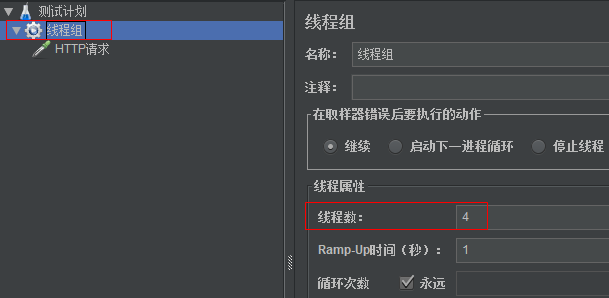 测试计划
线程组
HTTP请求
线程组
名称： 线程组
注释：
在取样器错误后要执行的动作
继续 启动下一进程循环 停止线程
线程属性
线程数： 4
Ramp-Up时间（秒）： 1
循环次数 永远